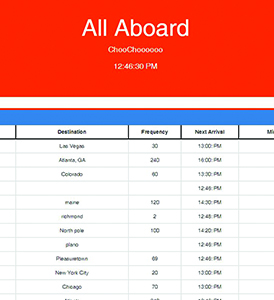 All Aboard
ChooChoooooo
12:46:30 PM
Destination Frequency Next Arrival
Las Vegas 30 13:00: PM
Atlanta, GA 240 16:00: PM
Colorado 60 13:30: PM
12:46: PM
maine 120 14:30: PM
richmond 2 12:48: PM
North pole 100 14:20: PM
plano 12:46: PM
Pleasuretown 69 12:46: PM
New York City 20 13:00: PM
Chicago 70 13:00: PM